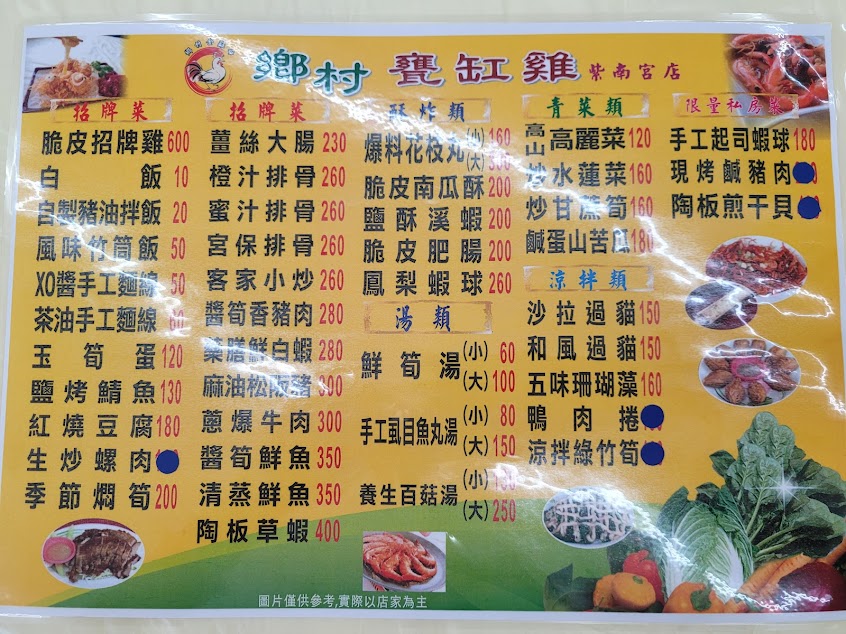 鄉村 甕缸雞 紫南宮店
招牌菜
脆皮招牌雞 600
白飯 10
自製豬油拌飯 20
風味竹筒飯 50
XO醬手工麵線 50
茶油手工麵線 60
玉筍蛋 120
鹽烤鯖魚 130
紅燒豆腐 180
生炒螺肉
季節燜筍 200
招牌菜
薑絲大腸 230
橙汁排骨 260
蜜汁排骨 260
宮保排骨 260
客家小炒 260
醬筍香豬肉 280
藥膳鮮白蝦 280
麻油松阪豬 300
蔥爆牛肉 300
醬筍鮮魚 350
清蒸鮮魚 350
陶板草蝦 400
酥炸類
爆料花枝丸 (小) 160
(大) 300
脆皮南瓜酥 200
鹽酥溪蝦 200
脆皮肥腸 200
鳳梨蝦球 260
湯類
鮮筍湯 (小) 60
(大) 100
手工虱目魚丸湯 (小) 80
(大) 150
養生百菇湯 (小) 130
(大) 250
青菜類
高山高麗菜 120
炒水蓮菜 160
炒甘蔗筍 160
鹹蛋山苦瓜 180
涼拌類
沙拉過貓 150
和風過貓 150
五味珊瑚藻 160
鴨肉捲
涼拌綠竹筍
限量私房菜
手工起司蝦球 180
現烤鹹豬肉
陶板煎干貝
圖片僅供參考,實際以店家為主